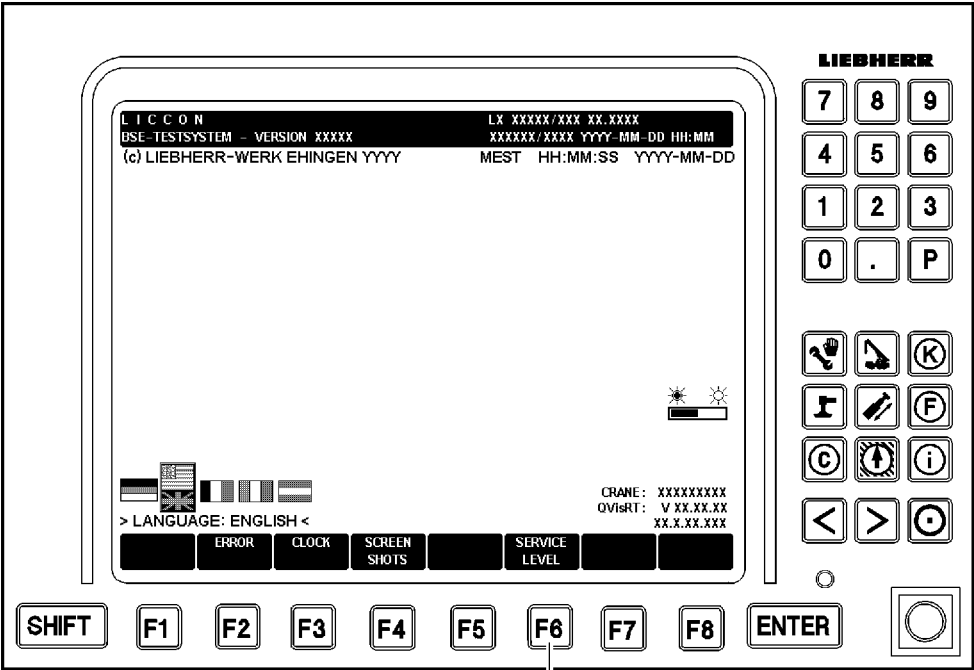 LIEBHERR
LICCON LX XXXXX/XXX XX.XXXX
BSE-TESTSYSTEM - VERSION XXXXX XXXXXX/XXXX YYYY-MM-DD HH:MM
(c) LIEBHERR-WERK EHINGEN YYYY MEST HH:MM:SS YYYY-MM-DD
7 8 9
4 5 6
1 2 3
0 . P
K
F
C i
< >
CRANE: XXXXXXXXX
QVisRT: V XX.XX.XX
XX.X.XX.XXX
> LANGUAGE: ENGLISH <
ERROR CLOCK SCREEN SHOTS SERVICE LEVEL
SHIFT F1 F2 F3 F4 F5 F6 F7 F8 ENTER